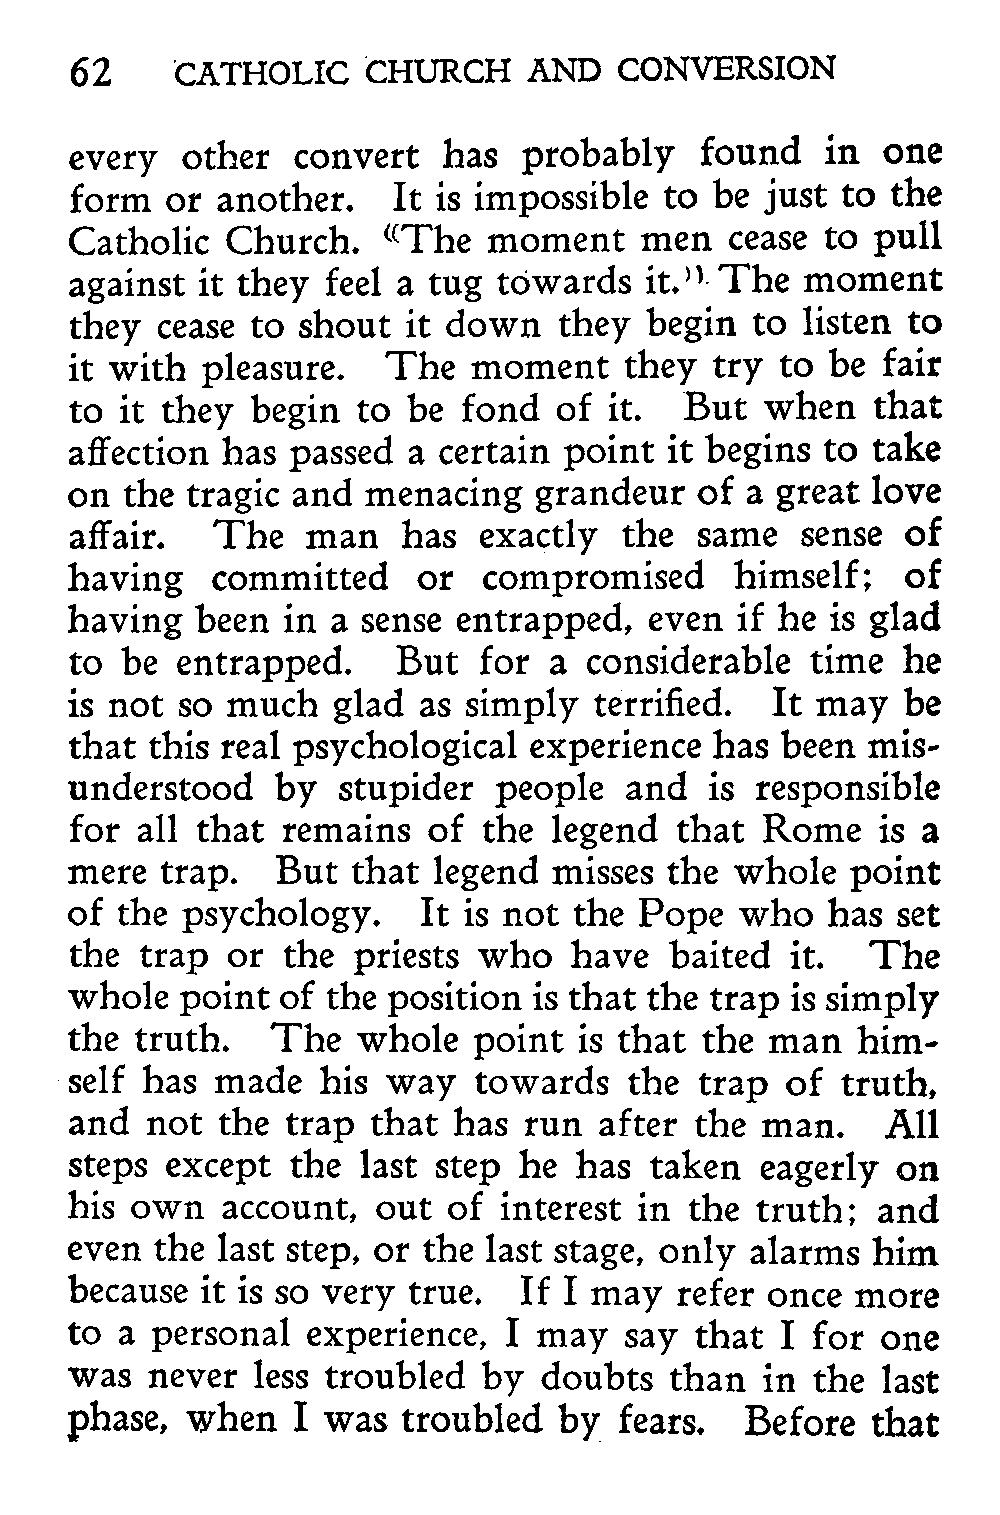 62 CATHOLIC CHURCH AND CONVERSION
every other convert has probably found in one
form or another. It is impossible to be just to the
Catholic Church. “The moment men cease to pull
against it they feel a tug towards it.” The moment
they cease to shout it down they begin to listen to
it with pleasure. The moment they try to be fair
to it they begin to be fond of it. But when that
affection has passed a certain point it begins to take
on the tragic and menacing grandeur of a great love
affair. The man has exactly the same sense of
having committed or compromised himself; of
having been in a sense entrapped, even if he is glad
to be entrapped. But for a considerable time he
is not so much glad as simply terrified. It may be
that this real psychological experience has been mis-
understood by stupider people and is responsible
for all that remains of the legend that Rome is a
mere trap. But that legend misses the whole point
of the psychology. It is not the Pope who has set
the trap or the priests who have baited it. The
whole point of the position is that the trap is simply
the truth. The whole point is that the man him-
self has made his way towards the trap of truth,
and not the trap that has run after the man. All
steps except the last step he has taken eagerly on
his own account, out of interest in the truth; and
even the last step, or the last stage, only alarms him
because it is so very true. If I may refer once more
to a personal experience, I may say that I for one
was never less troubled by doubts than in the last
phase, when I was troubled by fears. Before that